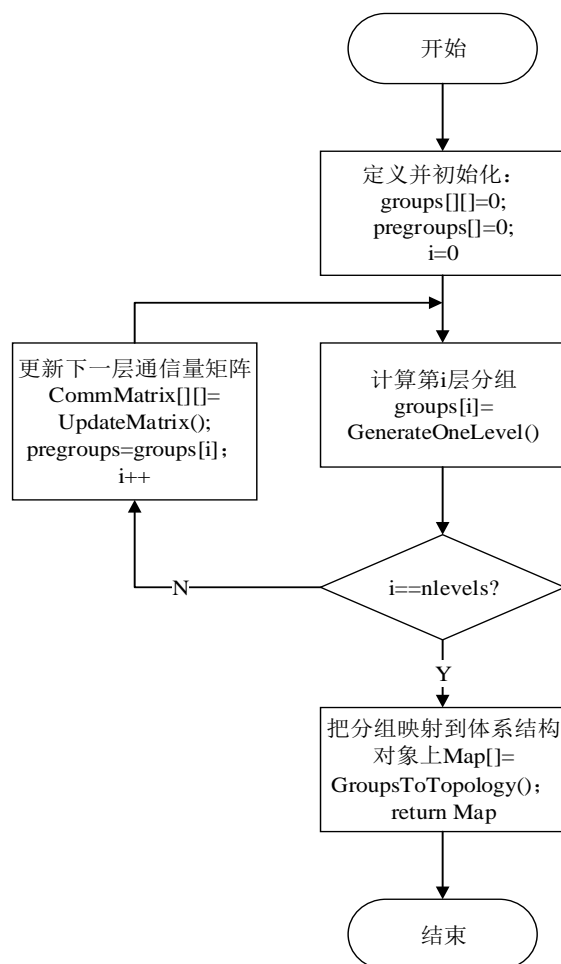 开始
定义并初始化：
groups[][]=0;
pregroups[]=0;
i=0
更新下一层通信量矩阵
CommMatrix[][]=
UpdateMatrix();
pregroups=groups[i]；
i++
计算第i层分组
groups[i]=
GenerateOneLevel()
i==nlevels?
N
Y
把分组映射到体系结构
对象上Map[]=
GroupsToTopology()；
return Map
结束